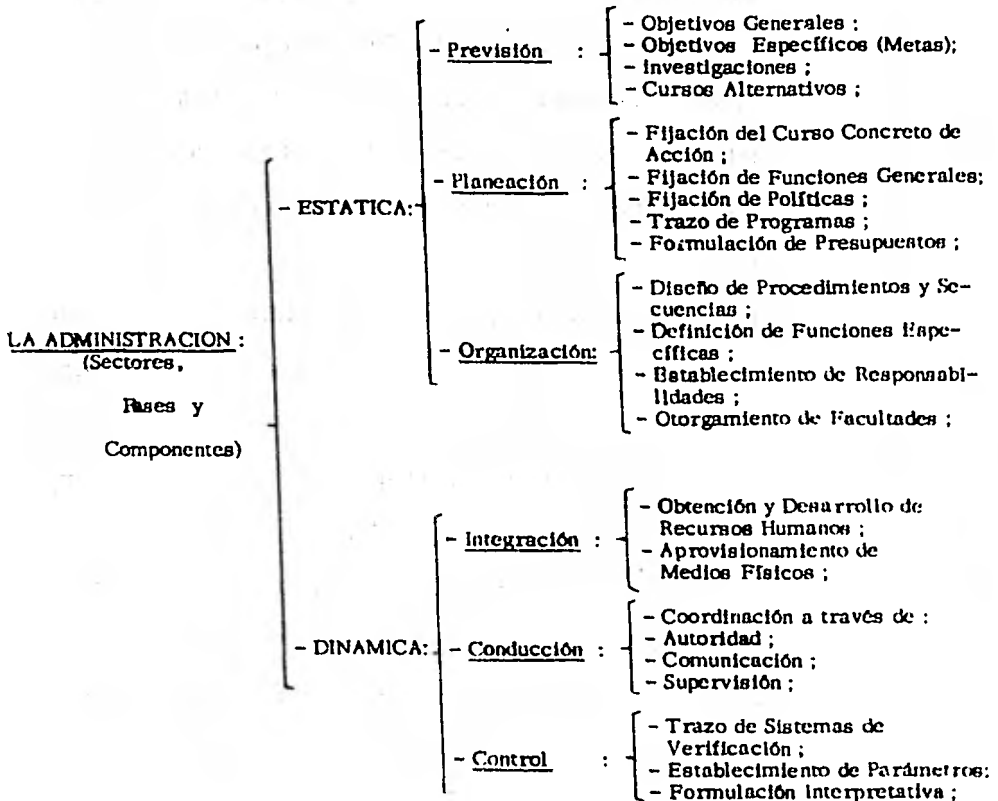 - Objetivos Generales ;
- Objetivos Específicos (Metas);
- Investigaciones ;
- Cursos Alternativos ;
- Previsión :
- Fijación del Curso Concreto de
Acción ;
- Fijación de Funciones Generales;
- Fijación de Políticas ;
- Trazo de Programas ;
- Formulación de Presupuestos ;
- Planeación :
- ESTATICA:
- Diseño de Procedimientos y Se-
cuencias ;
- Definición de Funciones Espe-
cíficas ;
- Establecimiento de Responsabi-
lidades ;
- Otorgamiento de Facultades ;
- Organización:
LA ADMINISTRACION :
(Sectores,
Fases y
Componentes)
- Obtención y Desarrollo de
Recursos Humanos ;
- Aprovisionamiento de
Medios Físicos ;
- Integración :
- DINAMICA:
- Conducción :
- Coordinación a través de :
- Autoridad ;
- Comunicación ;
- Supervisión ;
- Control :
- Trazo de Sistemas de
Verificación ;
- Establecimiento de Parámetros;
- Formulación Interpretativa ;